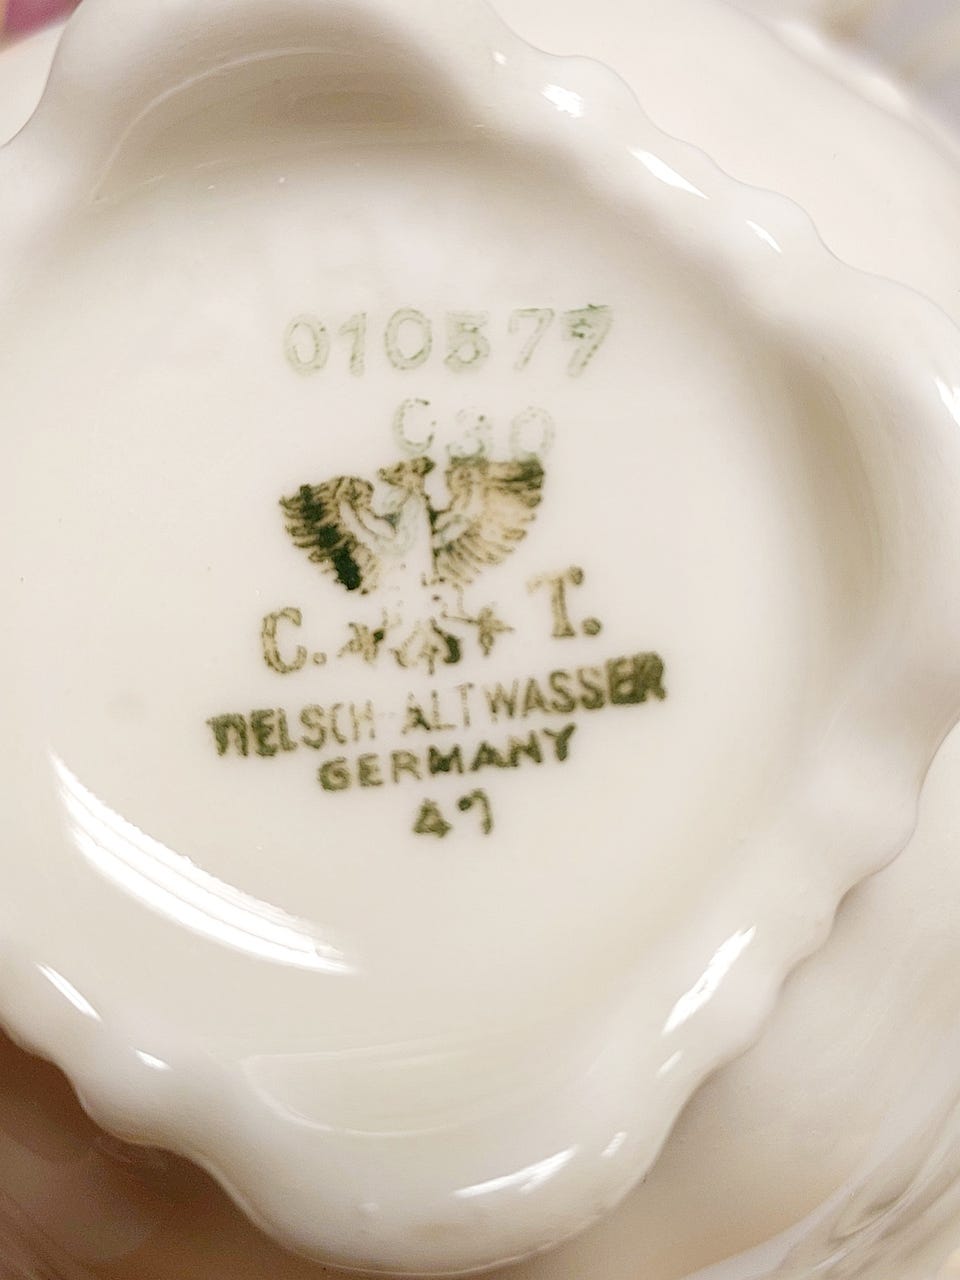 010577
C30
C. T.
TIELSCH-ALTWASSER
GERMANY
47